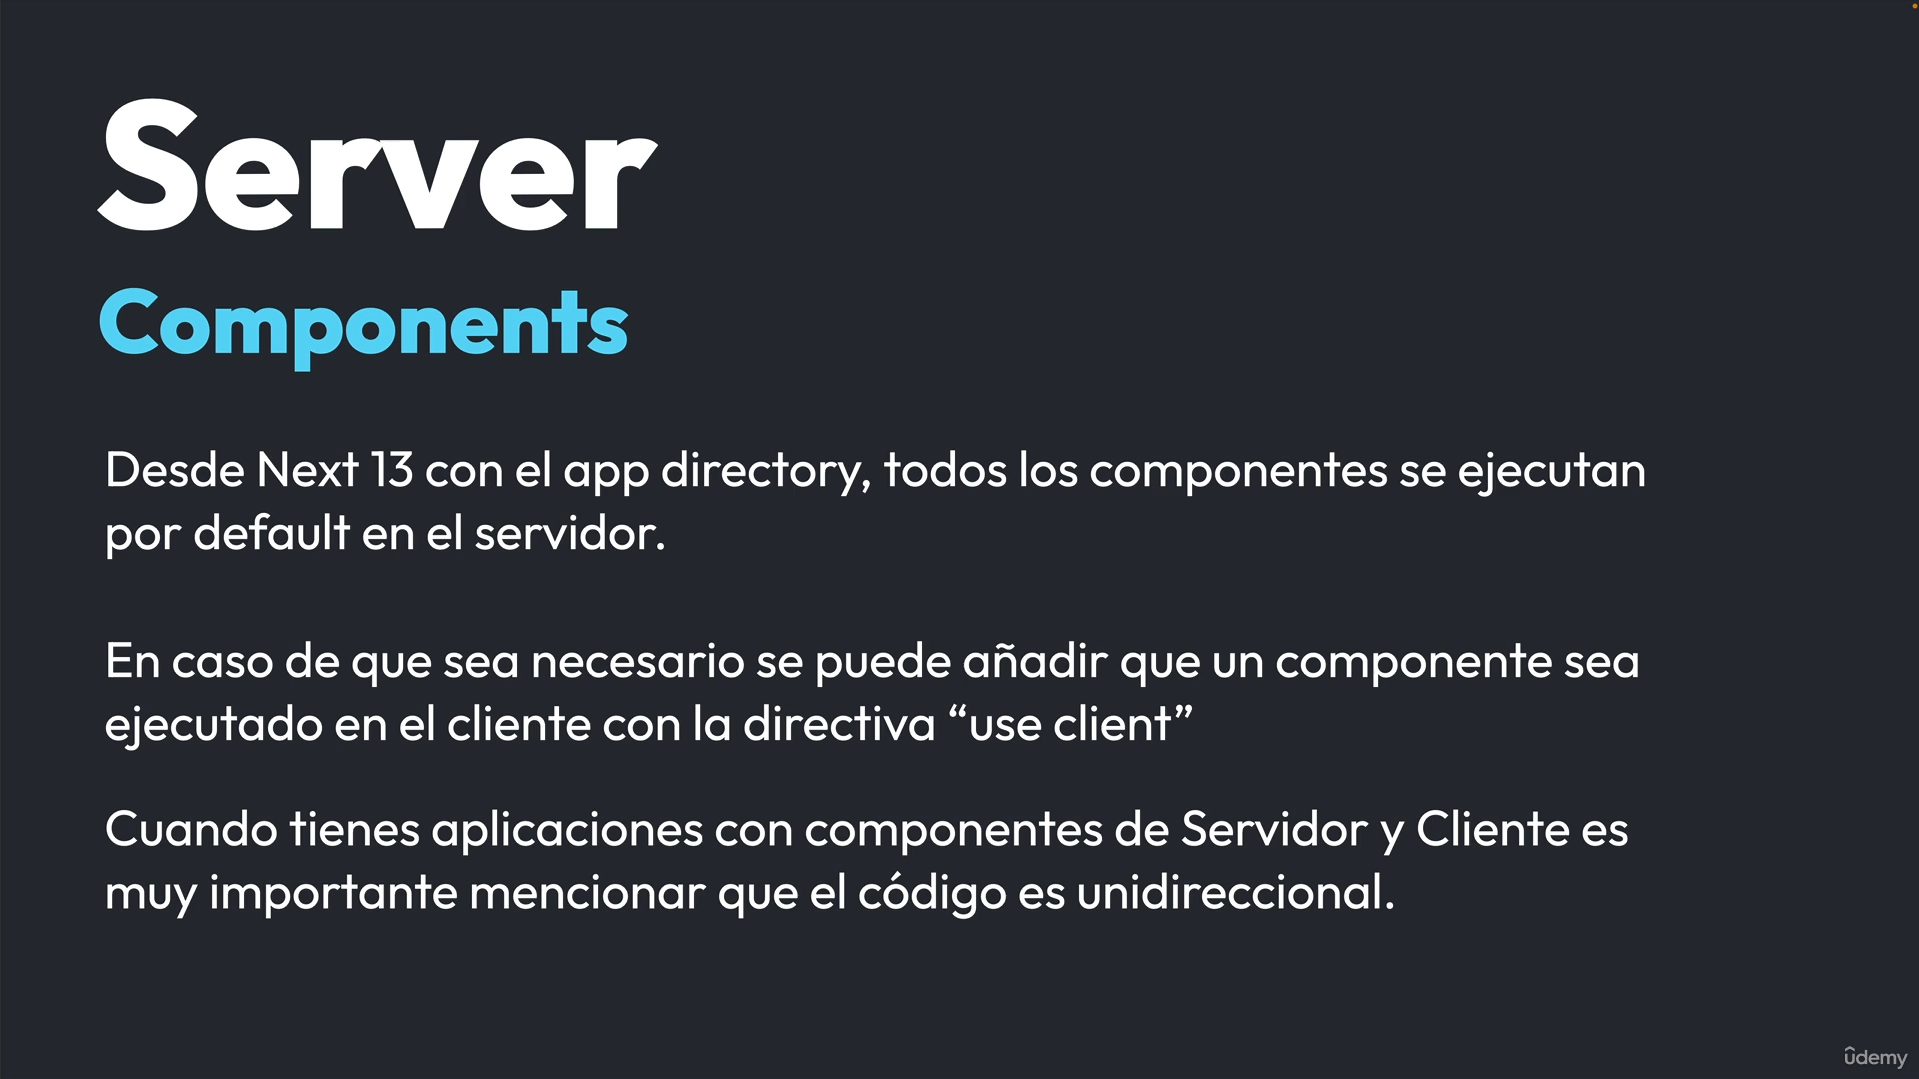 Server
Components
Desde Next 13 con el app directory, todos los componentes se ejecutan
por default en el servidor.
En caso de que sea necesario se puede añadir que un componente sea
ejecutado en el cliente con la directiva “use client”
Cuando tienes aplicaciones con componentes de Servidor y Cliente es
muy importante mencionar que el código es unidireccional.
ûdemy